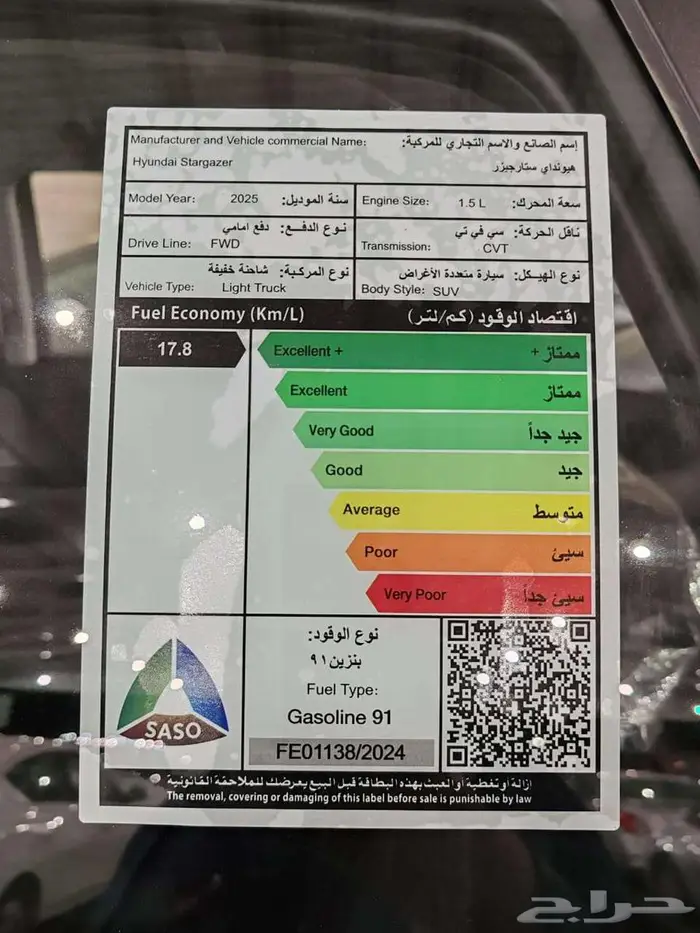 Manufacturer and Vehicle commercial Name: إسم الصانع والاسم التجاري للمركبة:
Hyundai Stargazer هيونداي ستارجيزر
Model Year: 2025 سنة الموديل:
Engine Size: 1.5 L سعة المحرك:
نوع الدفع: دفع امامي
Drive Line: FWD
ناقل الحركة: سي في تي
Transmission: CVT
نوع المركبة: شاحنة خفيفة
Vehicle Type: Light Truck
نوع الهيكل: سيارة متعددة الأغراض
Body Style: SUV
Fuel Economy (Km/L) اقتصاد الوقود (كم/لتر)
17.8
Excellent + ممتاز +
Excellent ممتاز
Very Good جيد جداً
Good جيد
Average متوسط
Poor سيئ
Very Poor سيئ جداً
SASO
نوع الوقود:
بنزين ٩١
Fuel Type:
Gasoline 91
FE01138/2024
ازالة أو تغطية أو العبث بهذه البطاقة قبل البيع يعرضك للملاحقة القانونية
The removal, covering or damaging of this label before sale is punishable by law
حراج